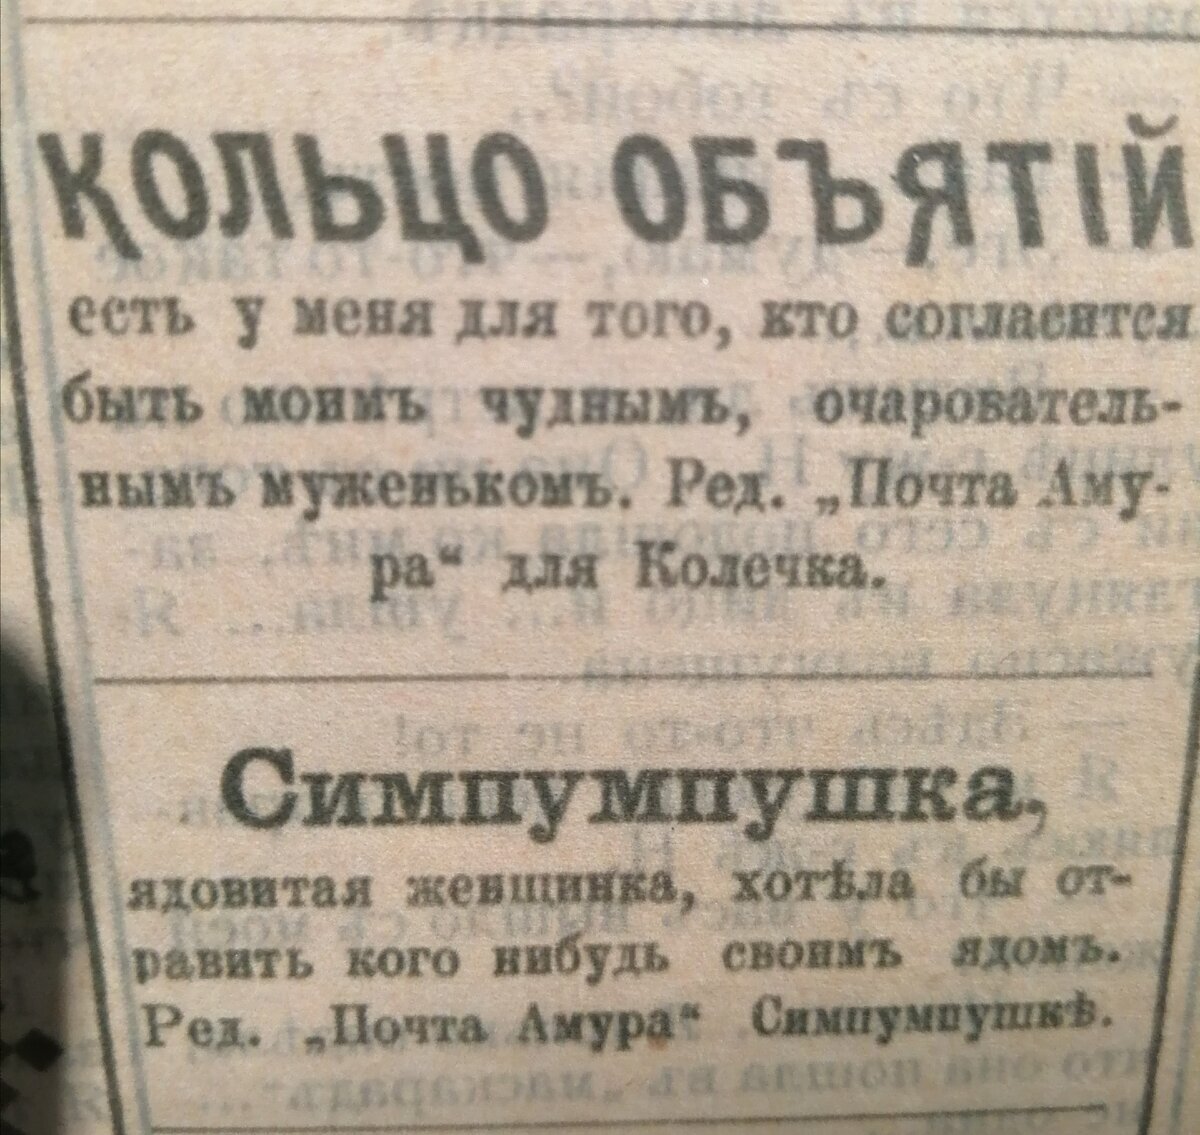 КОЛЬЦО ОБЪЯТІЙ
есть у меня для того, кто согласится
быть моимъ чуднымъ, очарователь-
нымъ муженькомъ. Ред. „Почта Аму-
ра“ для Колечка.
Симпумпушка,
ядовитая женщинка, хотѣла бы от-
равить кого нибудь своимъ ядомъ.
Ред. „Почта Амура“ Симпумпушкѣ.